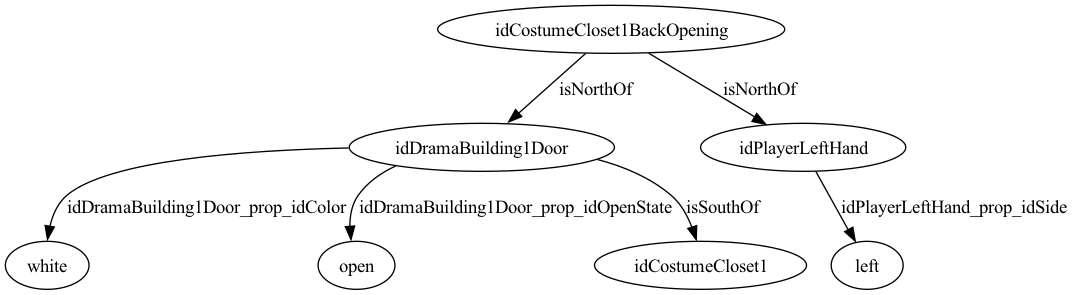 idCostumeCloset1BackOpening
isNorthOf
isNorthOf
idDramaBuilding1Door
idPlayerLeftHand
idDramaBuilding1Door_prop_idColor
idDramaBuilding1Door_prop_idOpenState
isSouthOf
idPlayerLeftHand_prop_idSide
white
open
idCostumeCloset1
left